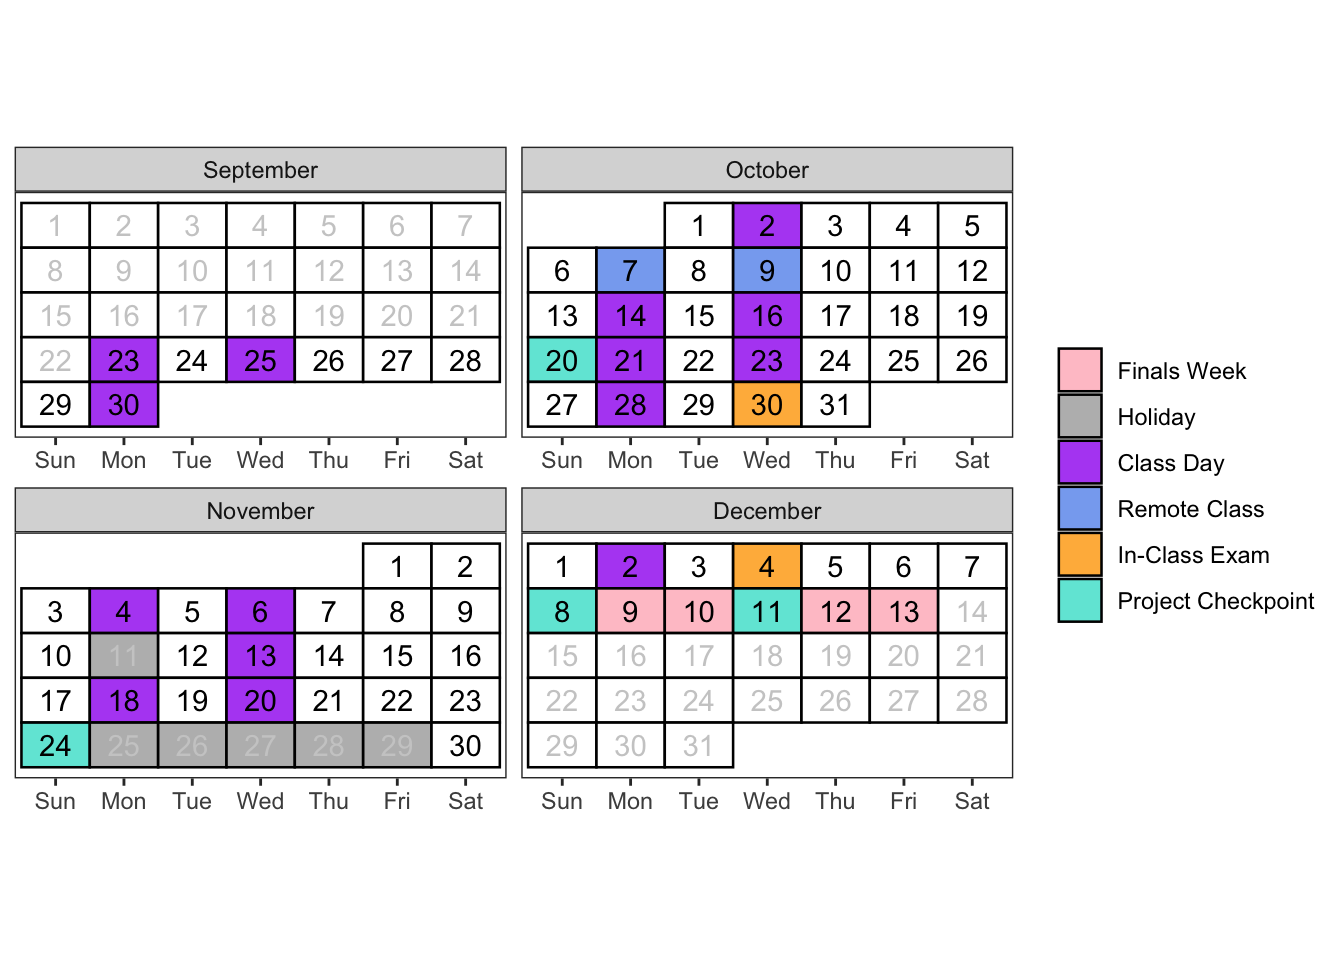 September
1 2 3 4 5 6 7
8 9 10 11 12 13 14
15 16 17 18 19 20 21
22 23 24 25 26 27 28
29 30
Sun Mon Tue Wed Thu Fri Sat
October
1 2 3 4 5
6 7 8 9 10 11 12
13 14 15 16 17 18 19
20 21 22 23 24 25 26
27 28 29 30 31
Sun Mon Tue Wed Thu Fri Sat
November
1 2
3 4 5 6 7 8 9
10 11 12 13 14 15 16
17 18 19 20 21 22 23
24 25 26 27 28 29 30
Sun Mon Tue Wed Thu Fri Sat
December
1 2 3 4 5 6 7
8 9 10 11 12 13 14
15 16 17 18 19 20 21
22 23 24 25 26 27 28
29 30 31
Sun Mon Tue Wed Thu Fri Sat
Finals Week
Holiday
Class Day
Remote Class
In-Class Exam
Project Checkpoint